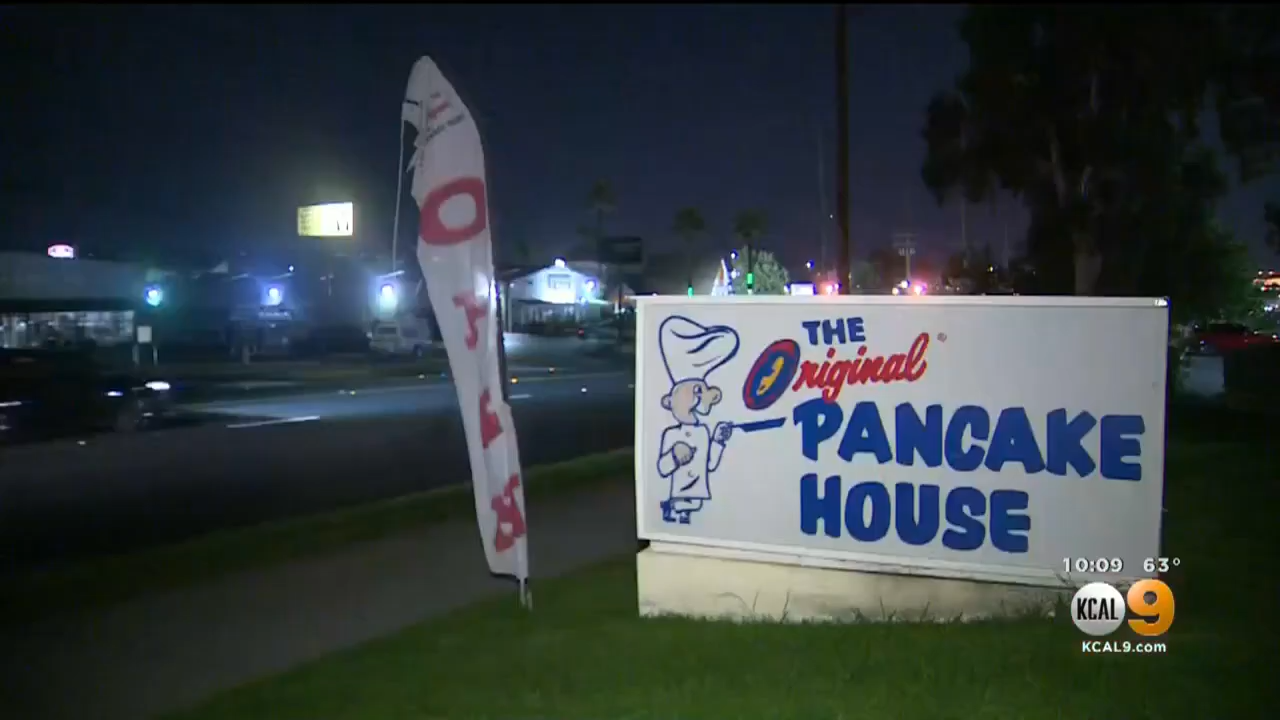 THE
Original®
PANCAKE
HOUSE
10:09 63°
KCAL 9
KCAL9.com